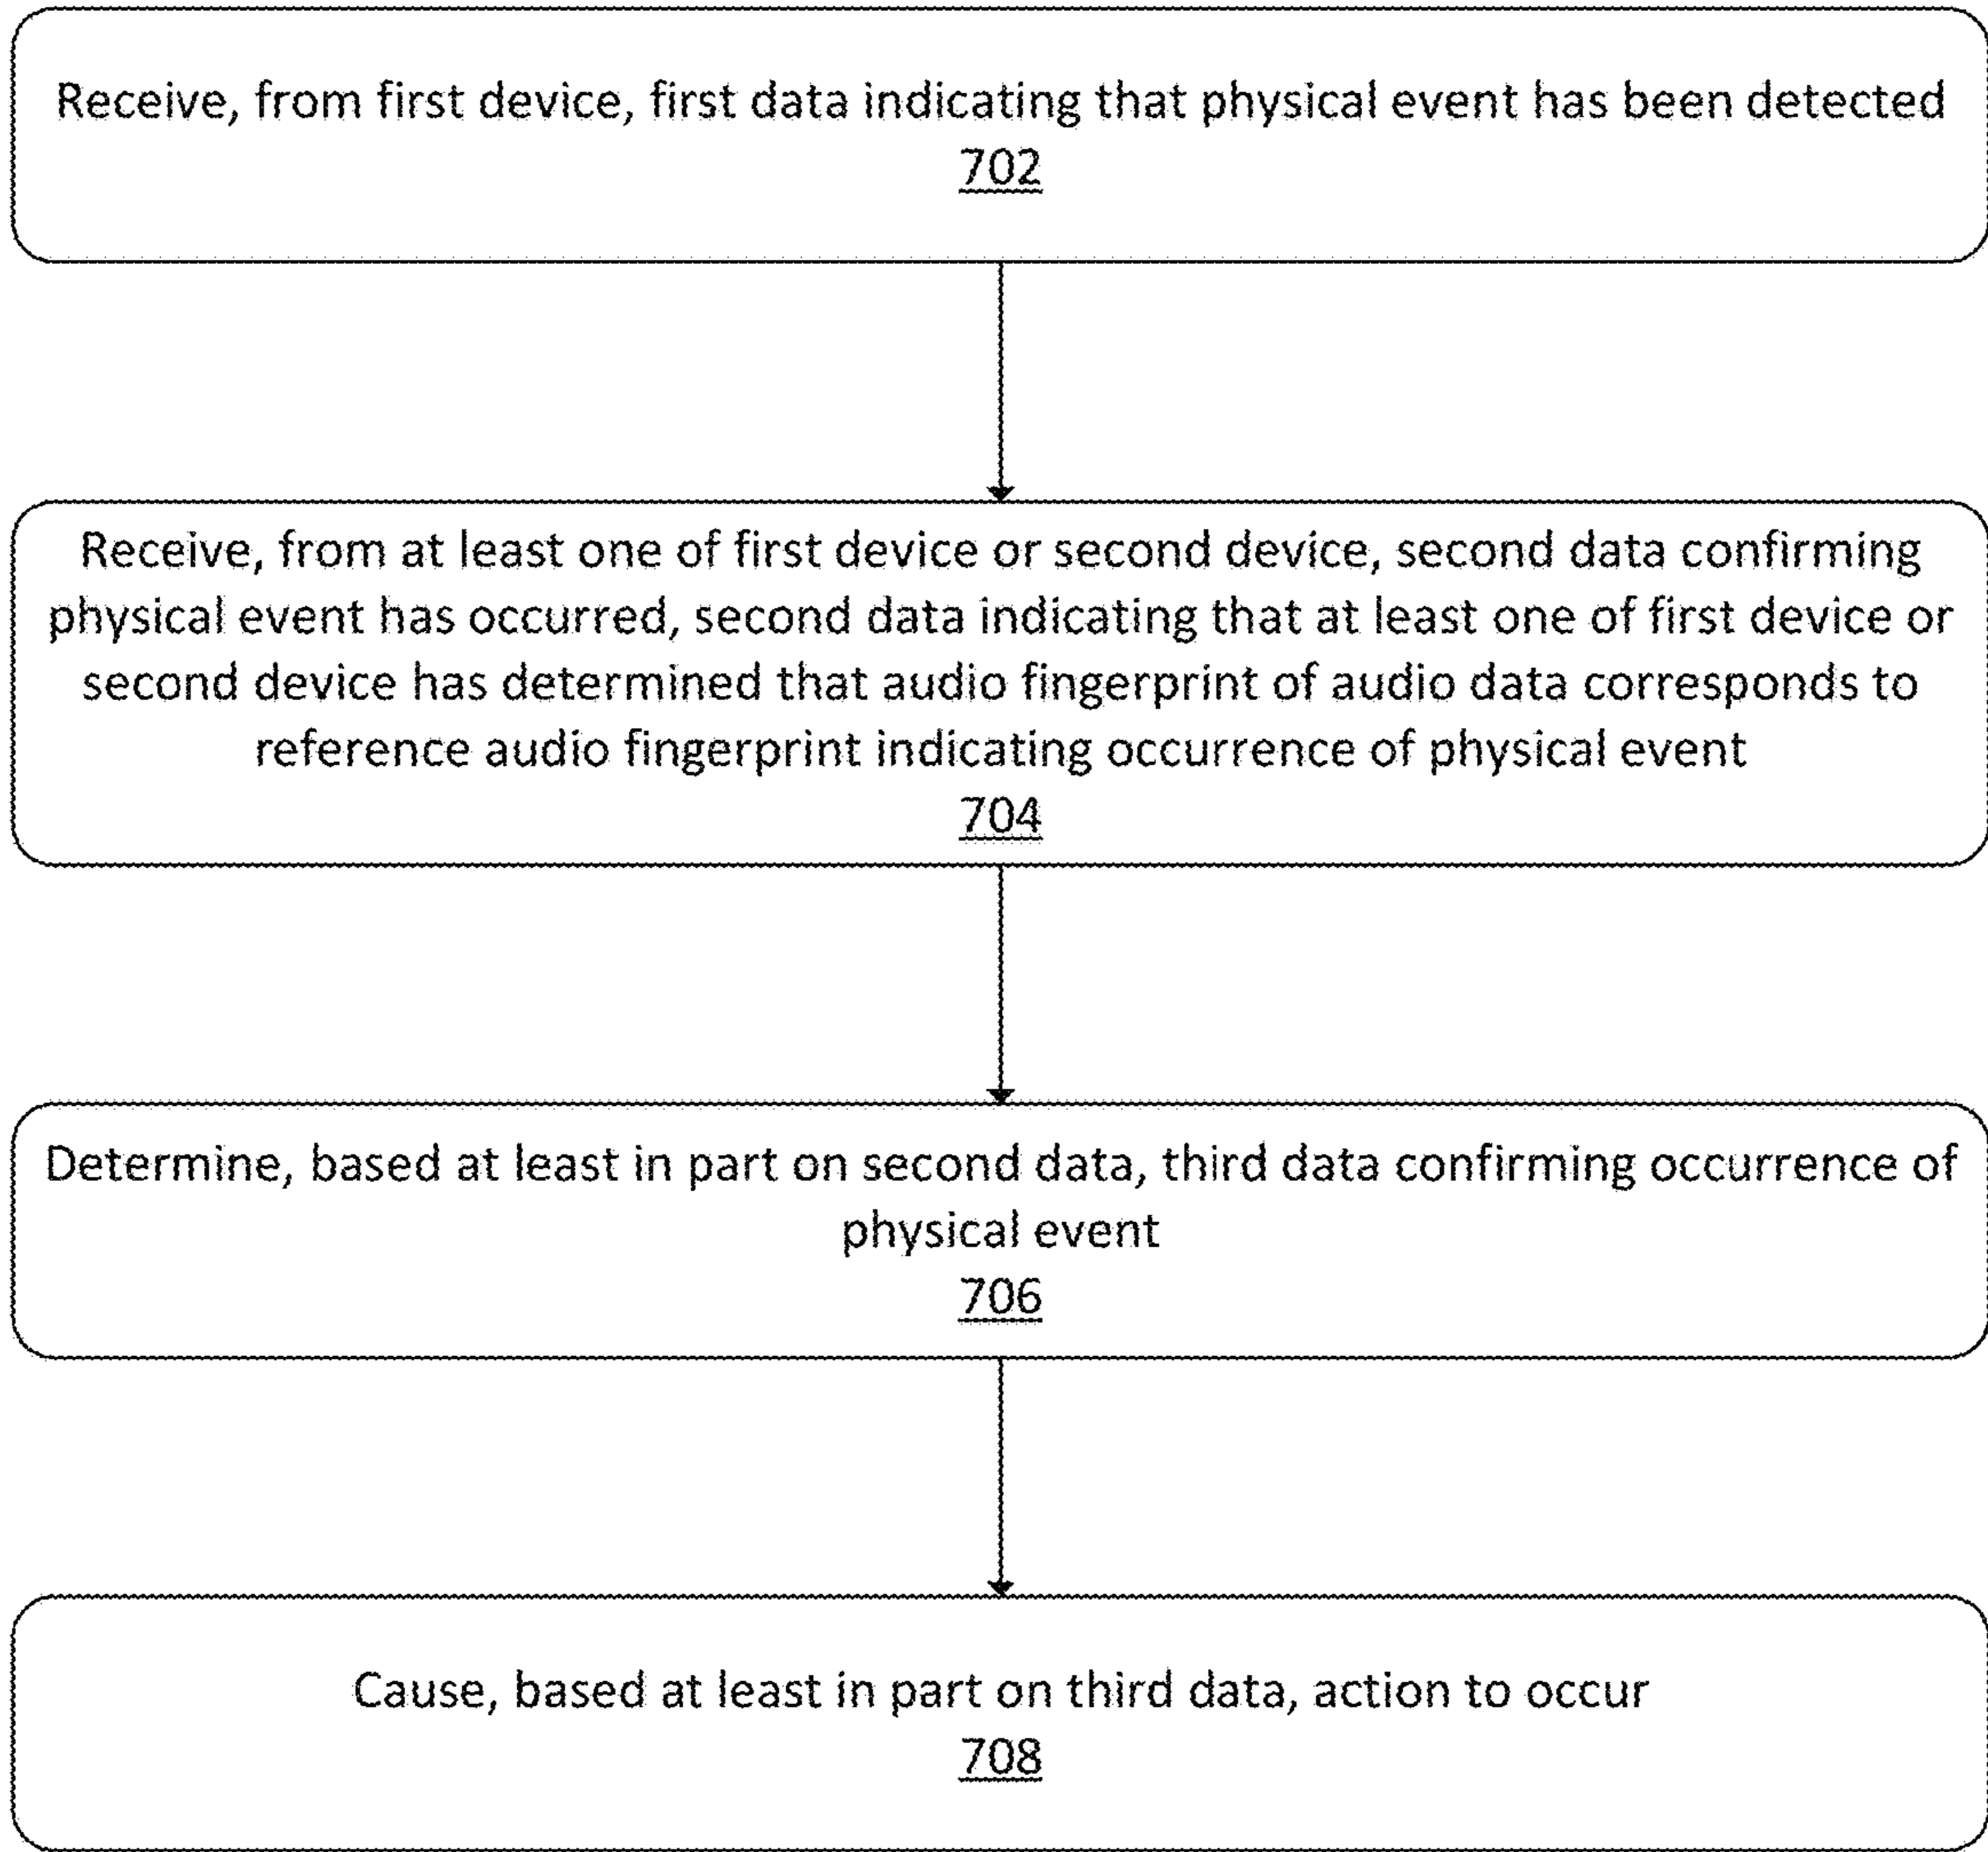 Receive, from first device, first data indicating that physical event has been detected
702
Receive, from at least one of first device or second device, second data confirming
physical event has occurred, second data indicating that at least one of first device or
second device has determined that audio fingerprint of audio data corresponds to
reference audio fingerprint indicating occurrence of physical event
704
Determine, based at least in part on second data, third data confirming occurrence of
physical event
706
Cause, based at least in part on third data, action to occur
708